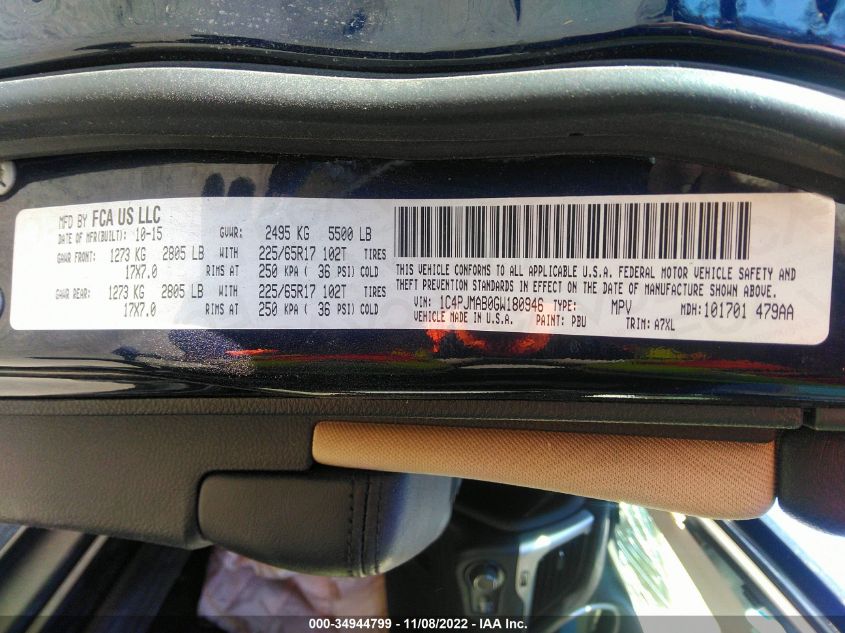 MFD BY FCA US LLC
DATE OF MFR(BUILT): 10-15 GVWR: 2495 KG 5500 LB
GAWR FRONT: 1273 KG 2805 LB WITH 225/65R17 102T TIRES
17X7.0 RIMS AT 250 KPA ( 36 PSI) COLD
GAWR REAR: 1273 KG 2805 LB WITH 225/65R17 102T TIRES
17X7.0 RIMS AT 250 KPA ( 36 PSI) COLD
THIS VEHICLE CONFORMS TO ALL APPLICABLE U.S.A. FEDERAL MOTOR VEHICLE SAFETY AND
THEFT PREVENTION STANDARDS IN EFFECT ON THE DATE OF MANUFACTURE SHOWN ABOVE.
VIN: 1C4PJMAB0GW180946 TYPE: MPV MDH: 101701 479AA
VEHICLE MADE IN U.S.A. PAINT: PBU TRIM: A7XL
000-34944799 - 11/08/2022 - IAA Inc.